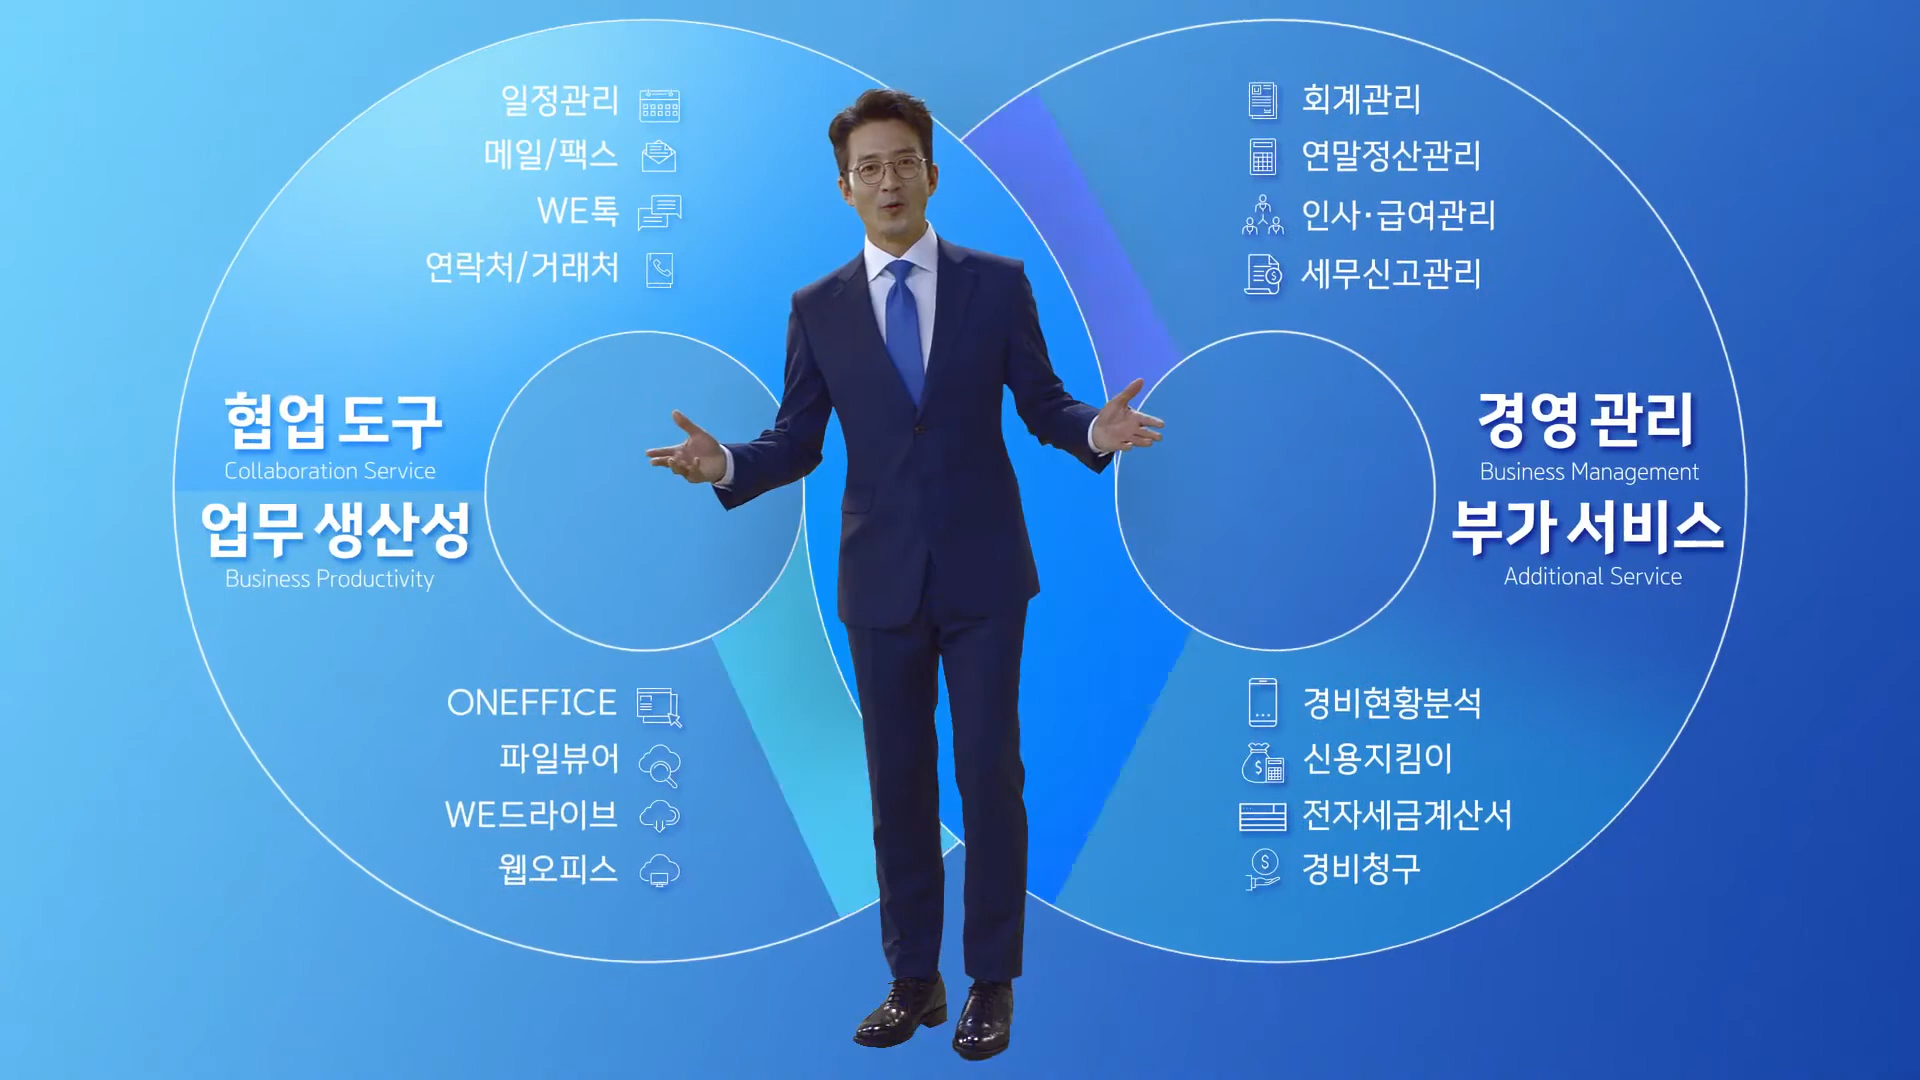 일정관리
메일/팩스
WE톡
연락처/거래처
협업 도구
Collaboration Service
업무 생산성
Business Productivity
ONEFFICE
파일뷰어
WE드라이브
웹오피스
회계관리
연말정산관리
인사·급여관리
세무신고관리
경영 관리
Business Management
부가 서비스
Additional Service
경비현황분석
신용지킴이
전자세금계산서
경비청구